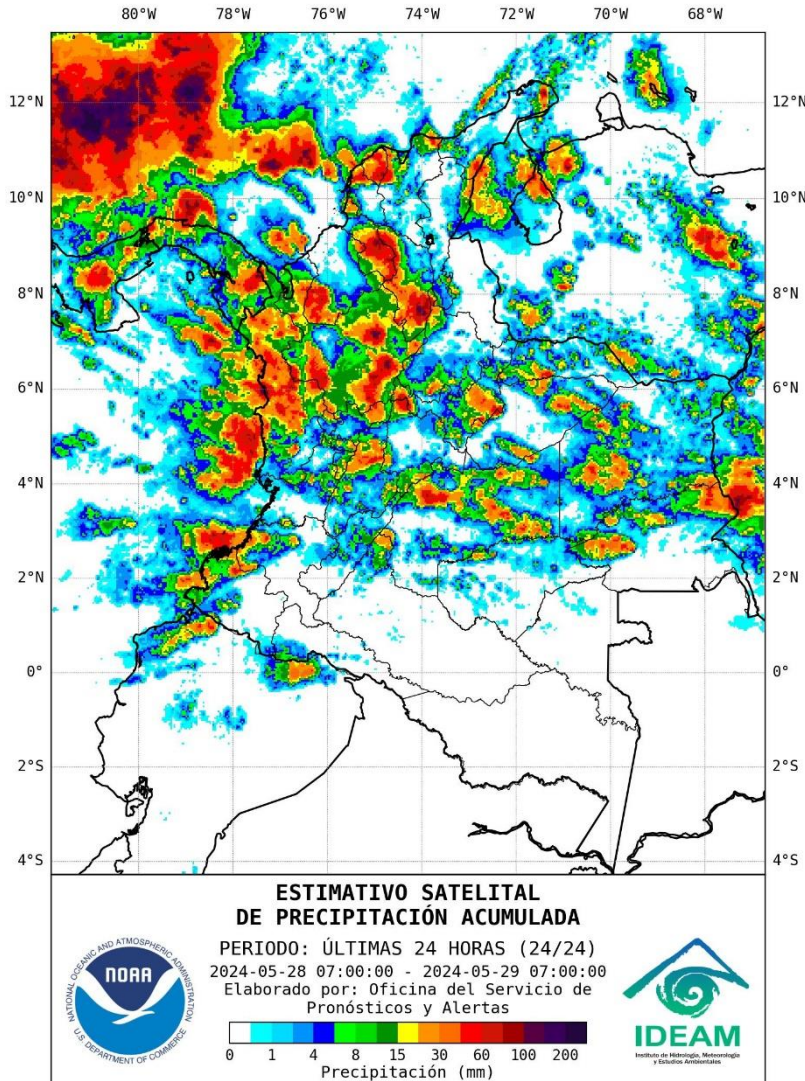 80°W 78°W 76°W 74°W 72°W 70°W 68°W
12°N 12°N
10°N 10°N
8°N 8°N
6°N 6°N
4°N 4°N
2°N 2°N
0° 0°
2°S 2°S
4°S 4°S
ESTIMATIVO SATELITAL
DE PRECIPITACIÓN ACUMULADA
PERIODO: ÚLTIMAS 24 HORAS (24/24)
2024-05-28 07:00:00 - 2024-05-29 07:00:00
Elaborado por: Oficina del Servicio de
Pronósticos y Alertas
0 1 4 8 15 30 60 100 200
Precipitación (mm)
NATIONAL OCEANIC AND ATMOSPHERIC ADMINISTRATION
NOAA
U.S. DEPARTMENT OF COMMERCE
IDEAM
Instituto de Hidrología, Meteorología
y Estudios Ambientales